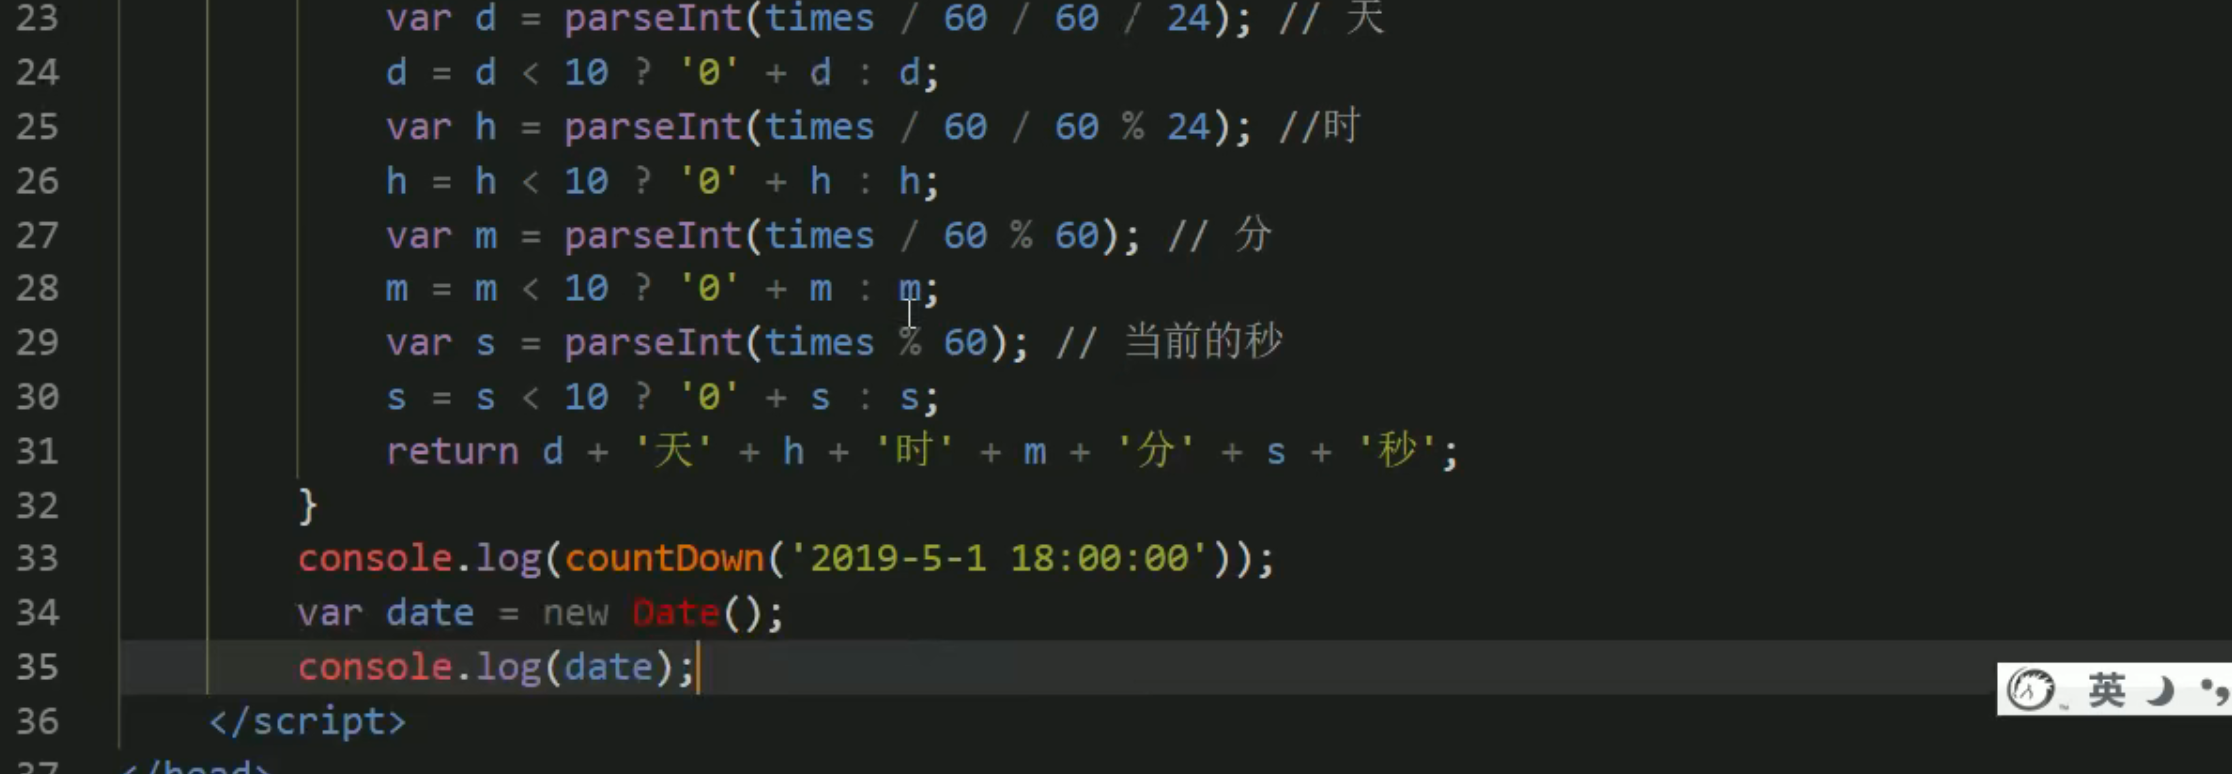 23 var d = parseInt(times / 60 / 60 / 24); // 天
24 d = d < 10 ? '0' + d : d;
25 var h = parseInt(times / 60 / 60 % 24); //时
26 h = h < 10 ? '0' + h : h;
27 var m = parseInt(times / 60 % 60); // 分
28 m = m < 10 ? '0' + m : m;
29 var s = parseInt(times % 60); // 当前的秒
30 s = s < 10 ? '0' + s : s;
31 return d + '天' + h + '时' + m + '分' + s + '秒';
32 }
33 console.log(countDown('2019-5-1 18:00:00'));
34 var date = new Date();
35 console.log(date);
英
36 </script>
37 </head>